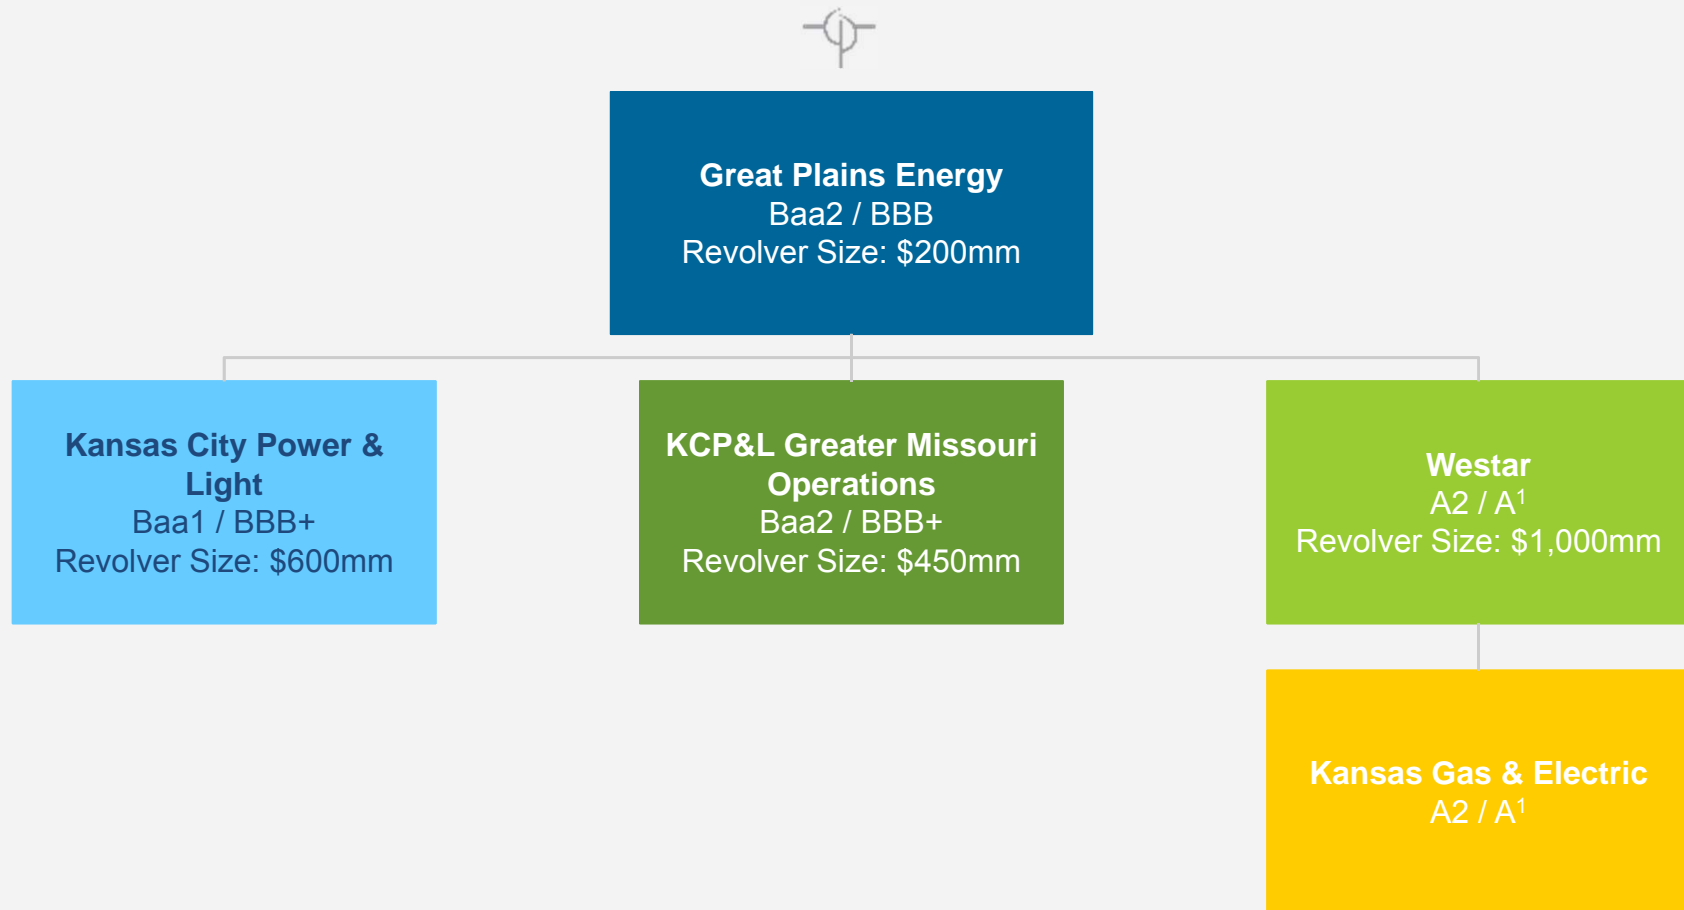 Great Plains Energy
Baa2 / BBB
Revolver Size: $200mm
Kansas City Power &
Light
Baa1 / BBB+
Revolver Size: $600mm
KCP&L Greater Missouri
Operations
Baa2 / BBB+
Revolver Size: $450mm
Westar
A2 / A¹
Revolver Size: $1,000mm
Kansas Gas & Electric
A2 / A¹